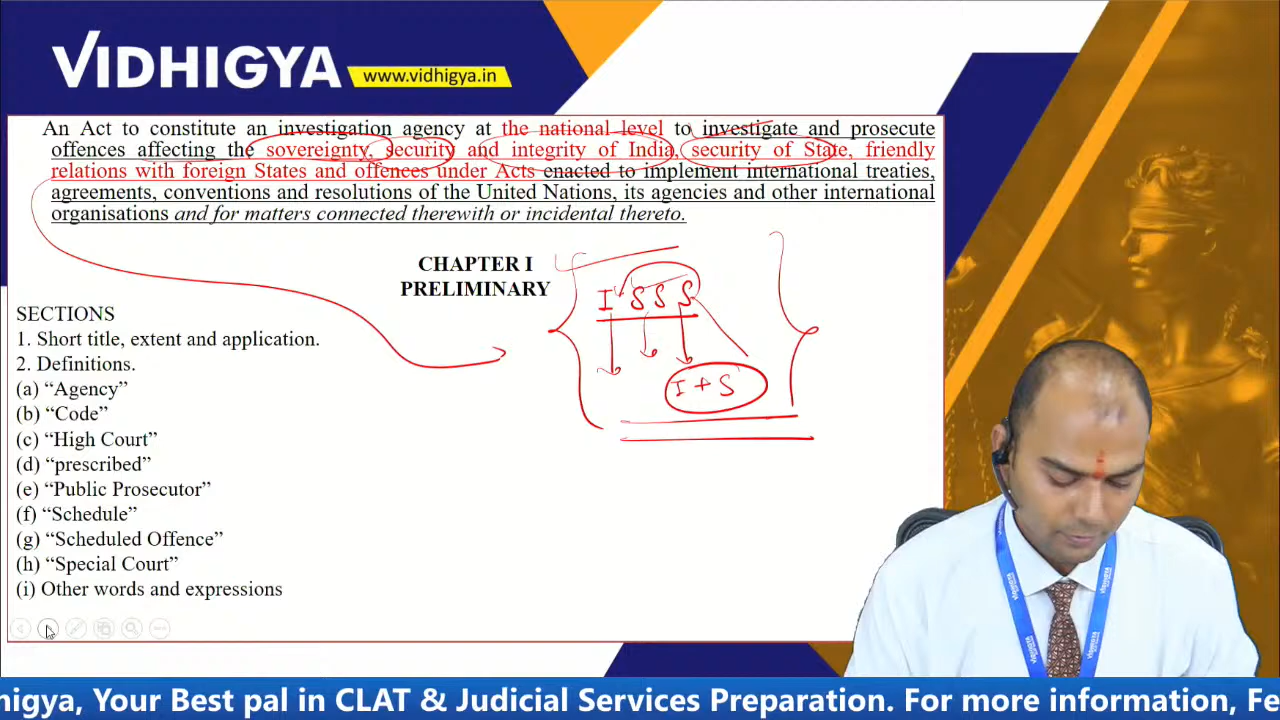 VIDHIGYA
www.vidhigya.in
An Act to constitute an investigation agency at the national level to investigate and prosecute
offences affecting the sovereignty, security and integrity of India, security of State, friendly
relations with foreign States and offences under Acts enacted to implement international treaties,
agreements, conventions and resolutions of the United Nations, its agencies and other international
organisations and for matters connected therewith or incidental thereto.
CHAPTER I
PRELIMINARY
I S S S
I + S
SECTIONS
1. Short title, extent and application.
2. Definitions.
(a) “Agency”
(b) “Code”
(c) “High Court”
(d) “prescribed”
(e) “Public Prosecutor”
(f) “Schedule”
(g) “Scheduled Offence”
(h) “Special Court”
(i) Other words and expressions
higya, Your Best pal in CLAT & Judicial Services Preparation. For more information, Fe